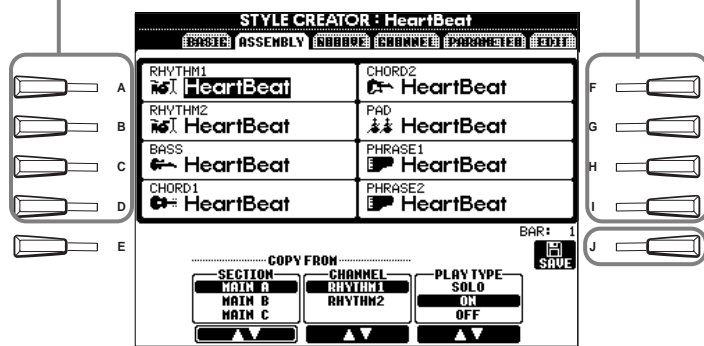 STYLE CREATOR : HeartBeat
BASIC ASSEMBLY GROOVE CHANNEL PARAMETER EDIT
A
B
C
D
E
RHYTHM1
HeartBeat
RHYTHM2
HeartBeat
BASS
HeartBeat
CHORD1
HeartBeat
CHORD2
HeartBeat
PAD
HeartBeat
PHRASE1
HeartBeat
PHRASE2
HeartBeat
F
G
H
I
J
BAR: 1
SAVE
COPY FROM
SECTION
MAIN A
MAIN B
MAIN C
CHANNEL
RHYTHM1
RHYTHM2
PLAY TYPE
SOLO
ON
OFF